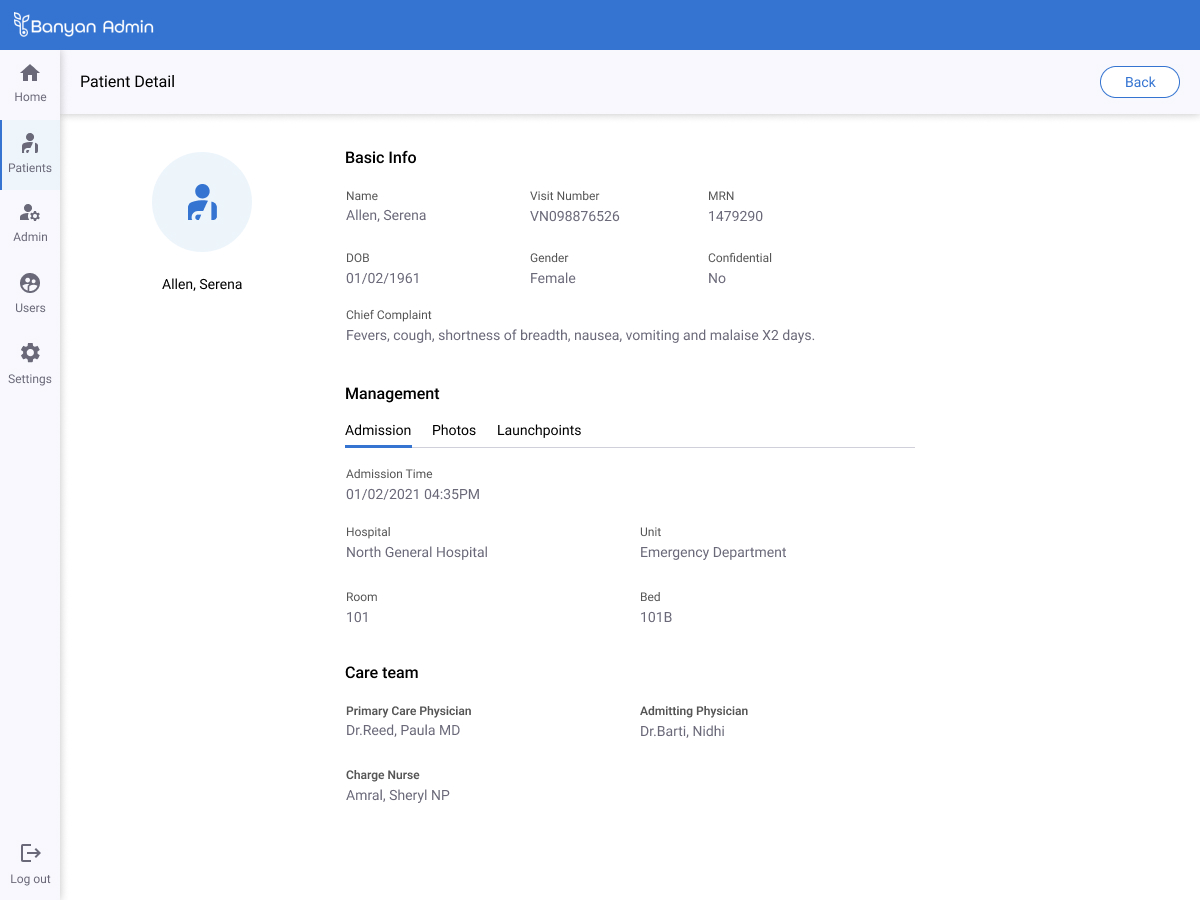 Banyan Admin
Home
Patients
Admin
Users
Settings
Log out
Patient Detail
Back
Allen, Serena
Basic Info
Name
Allen, Serena
Visit Number
VN098876526
MRN
1479290
DOB
01/02/1961
Gender
Female
Confidential
No
Chief Complaint
Fevers, cough, shortness of breadth, nausea, vomiting and malaise X2 days.
Management
Admission Photos Launchpoints
Admission Time
01/02/2021 04:35PM
Hospital
North General Hospital
Unit
Emergency Department
Room
101
Bed
101B
Care team
Primary Care Physician
Dr.Reed, Paula MD
Admitting Physician
Dr.Barti, Nidhi
Charge Nurse
Amral, Sheryl NP